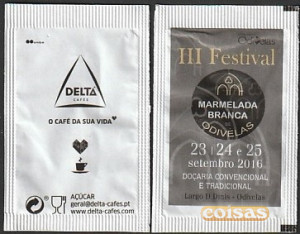 DELTA
CAFÉS
O CAFÉ DA SUA VIDA
AÇÚCAR
geral@delta-cafes.pt
www.delta-cafes.com
III Festival
MARMELADA
BRANCA
ODIVELAS
23 | 24 e 25
setembro 2016
DOÇARIA CONVENCIONAL
E TRADICIONAL
Largo D. Dinis - Odivelas
coisas